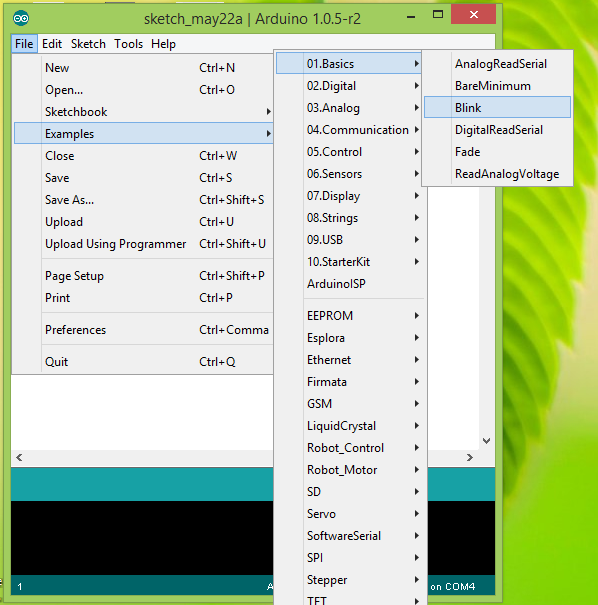 sketch_may22a | Arduino 1.0.5-r2
File Edit Sketch Tools Help
New Ctrl+N
Open... Ctrl+O
Sketchbook
Examples
Close Ctrl+W
Save Ctrl+S
Save As... Ctrl+Shift+S
Upload Ctrl+U
Upload Using Programmer Ctrl+Shift+U
Page Setup Ctrl+Shift+P
Print Ctrl+P
Preferences Ctrl+Comma
Quit Ctrl+Q
01.Basics
02.Digital
03.Analog
04.Communication
05.Control
06.Sensors
07.Display
08.Strings
09.USB
10.StarterKit
ArduinoISP
EEPROM
Esplora
Ethernet
Firmata
GSM
LiquidCrystal
Robot_Control
Robot_Motor
SD
Servo
SoftwareSerial
SPI
Stepper
TFT
AnalogReadSerial
BareMinimum
Blink
DigitalReadSerial
Fade
ReadAnalogVoltage
1 A on COM4